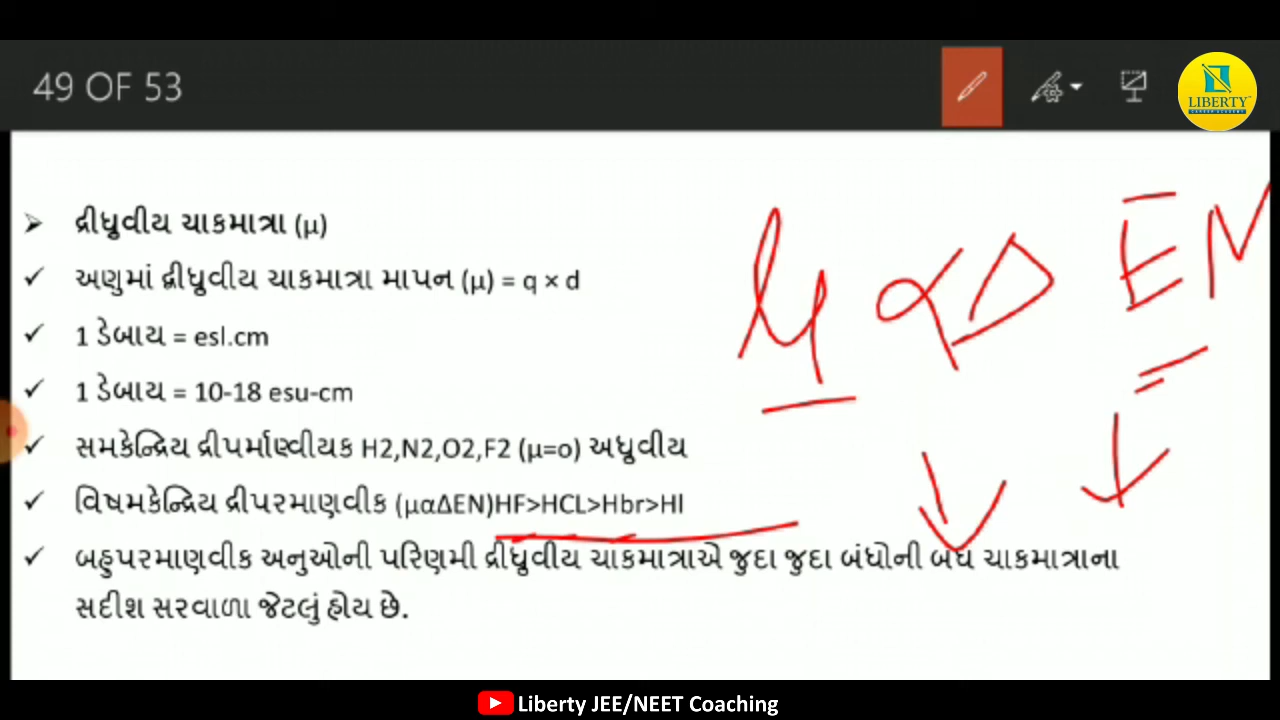 49 OF 53
LIBERTY
દ્રીધ્રુવીય ચાકમાત્રા (μ)
અણુમાં દ્રીધ્રુવીય ચાકમાત્રા માપન (μ) = q × d
1 ડેબાય = esl.cm
1 ડેબાય = 10-18 esu-cm
સમકેન્દ્રિય દ્રીપર્માણ્વીયક H2,N2,O2,F2 (μ=o) અધ્રુવીય
વિષમકેન્દ્રિય દ્રીપરમાણવીક (μαΔEN)HF>HCL>Hbr>Hl
બહુપરમાણવીક અનુઓની પરિણમી દ્રીધ્રુવીય ચાકમાત્રાએ જુદા જુદા બંધોની બંધ ચાકમાત્રાના
સદીશ સરવાળા જેટલું હોય છે.
μ α Δ EN
Liberty JEE/NEET Coaching